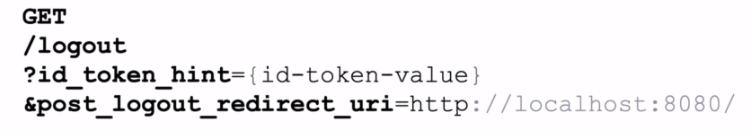 GET
/logout
?id_token_hint={id-token-value}
&post_logout_redirect_uri=http://localhost:8080/